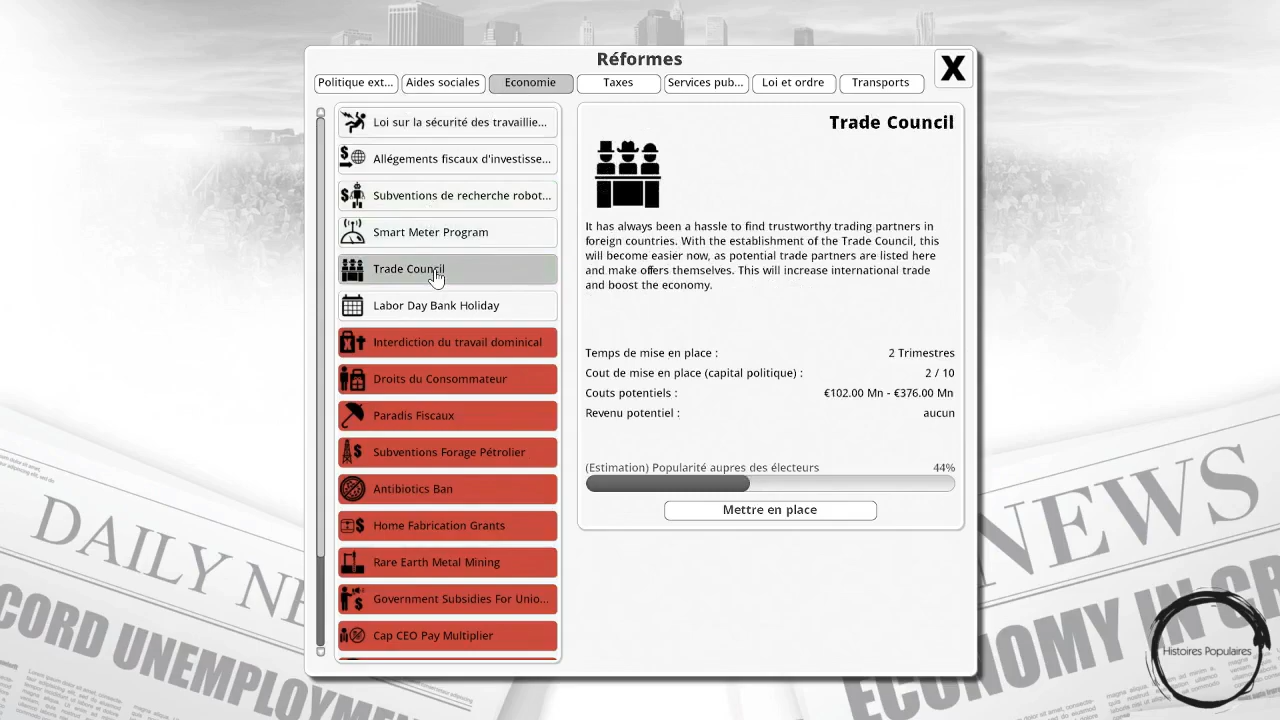 Réformes
X
Politique ext...
Aides sociales
Economie
Taxes
Services pub...
Loi et ordre
Transports
Loi sur la sécurité des travaillie...
Allégements fiscaux d'investisse...
Subventions de recherche robot...
Smart Meter Program
Trade Council
Labor Day Bank Holiday
Interdiction du travail dominical
Droits du Consommateur
Paradis Fiscaux
Subventions Forage Pétrolier
Antibiotics Ban
Home Fabrication Grants
Rare Earth Metal Mining
Government Subsidies For Unio...
Cap CEO Pay Multiplier
Trade Council
It has always been a hassle to find trustworthy trading partners in
foreign countries. With the establishment of the Trade Council, this
will become easier now, as potential trade partners are listed here
and make offers themselves. This will increase international trade
and boost the economy.
Temps de mise en place : 2 Trimestres
Cout de mise en place (capital politique) : 2 / 10
Couts potentiels : €102.00 Mn - €376.00 Mn
Revenu potentiel : aucun
(Estimation) Popularité aupres des électeurs 44%
Mettre en place
DAILY NE
CORD UNEMPLOYM
NEWS
ECONOMY IN CR
Histoires Populaires